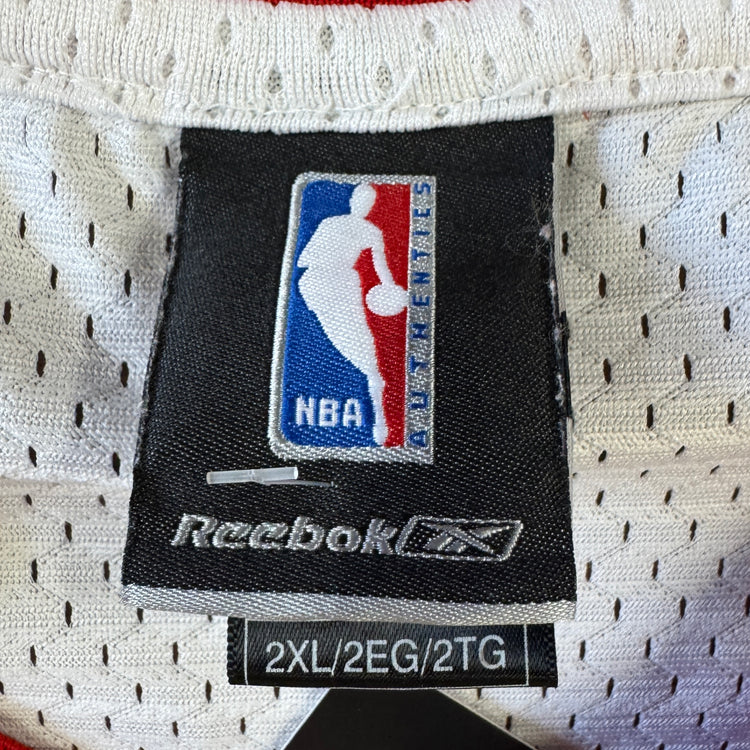 NBA
AUTHENTICS
Reebok
2XL/2EG/2TG